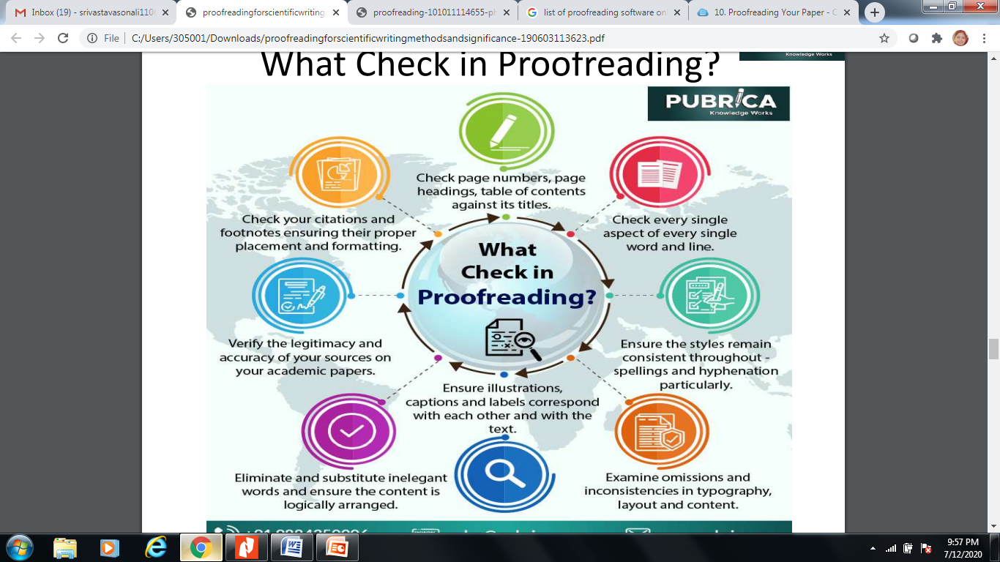 Inbox (19) - srivastavasonali110
proofreadingforscientificwriting
proofreading-101011114655-ph
list of proofreading software on
10. Proofreading Your Paper - C
File
C:/Users/305001/Downloads/proofreadingforscientificwritingmethodsandsignificance-190603113623.pdf
Knowledge Works
What Check in Proofreading?
PUBRICA
Knowledge Works
Check page numbers, page
headings, table of contents
against its titles.
Check every single
aspect of every single
word and line.
Ensure the styles remain
consistent throughout -
spellings and hyphenation
particularly.
Examine omissions and
inconsistencies in typography,
layout and content.
Ensure illustrations,
captions and labels correspond
with each other and with the
text.
Eliminate and substitute inelegant
words and ensure the content is
logically arranged.
Verify the legitimacy and
accuracy of your sources on
your academic papers.
Check your citations and
footnotes ensuring their proper
placement and formatting.
What
Check in
Proofreading?
9:57 PM
7/12/2020